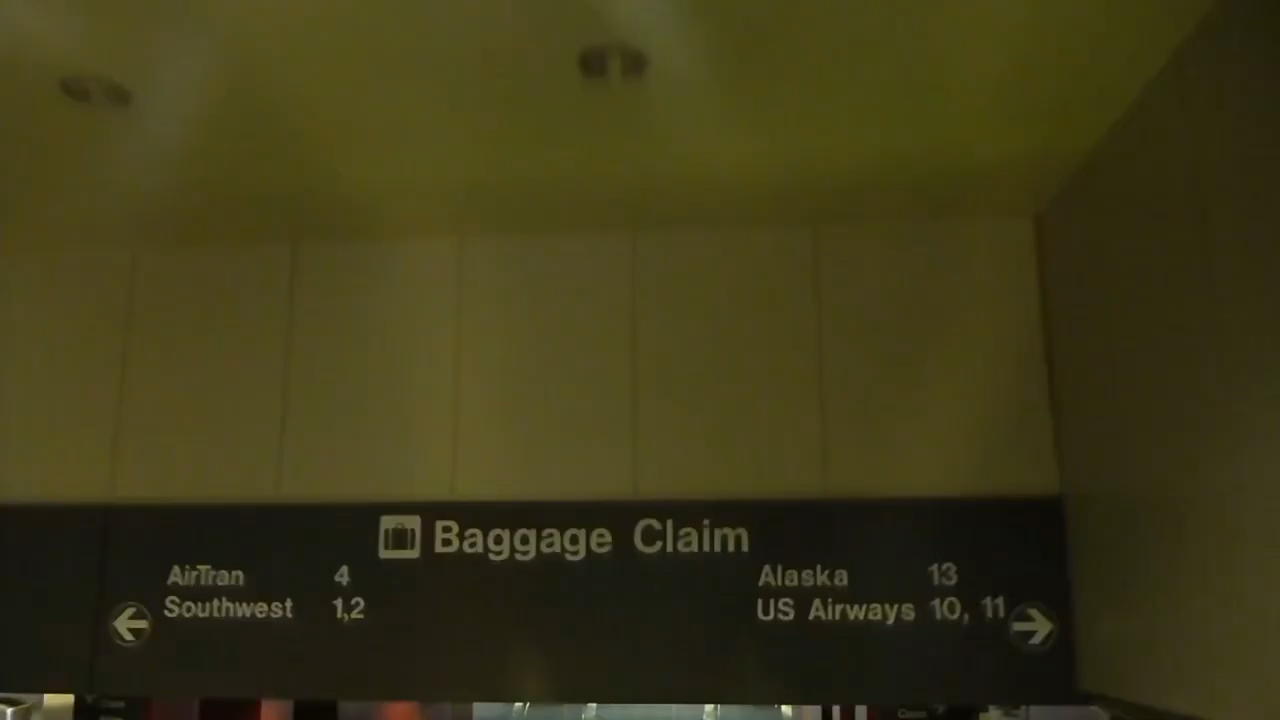 Baggage Claim
AirTran 4
Southwest 1,2
Alaska 13
US Airways 10, 11